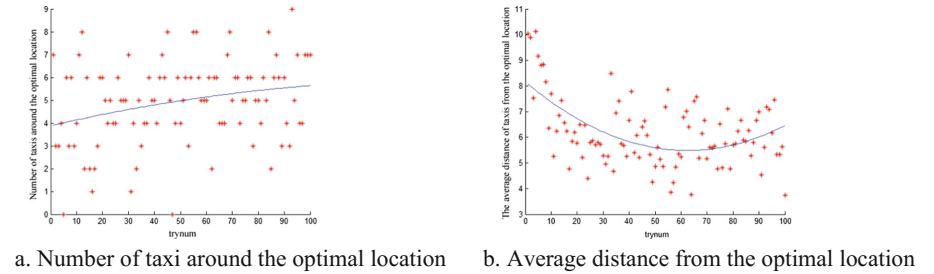 9
8
7
6
5
4
3
2
1
0
Number of taxis around the optimal location
0 10 20 30 40 50 60 70 80 90 100
trynum
11
10
9
8
7
6
5
4
3
The average distance of taxis from the optimal location
0 10 20 30 40 50 60 70 80 90 100
trynum
a. Number of taxi around the optimal location
b. Average distance from the optimal location